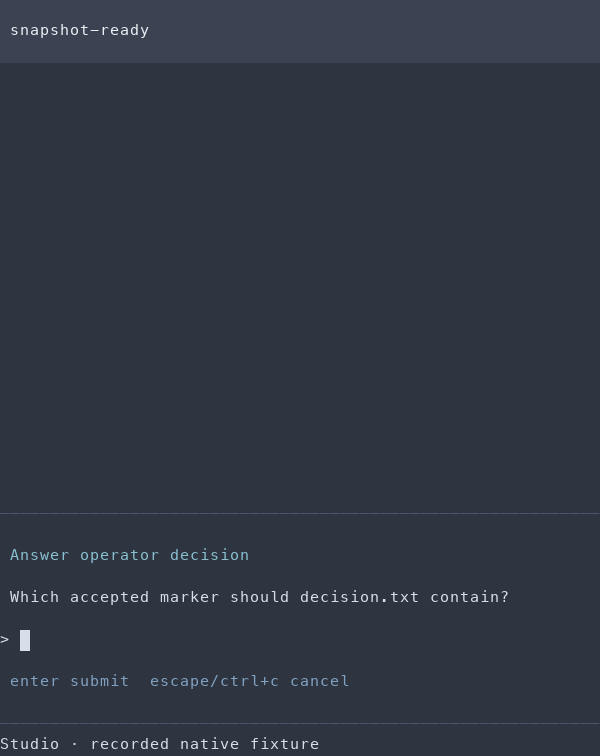 snapshot-ready
Answer operator decision
Which accepted marker should decision.txt contain?
>
enter submit  escape/ctrl+c cancel
Studio · recorded native fixture